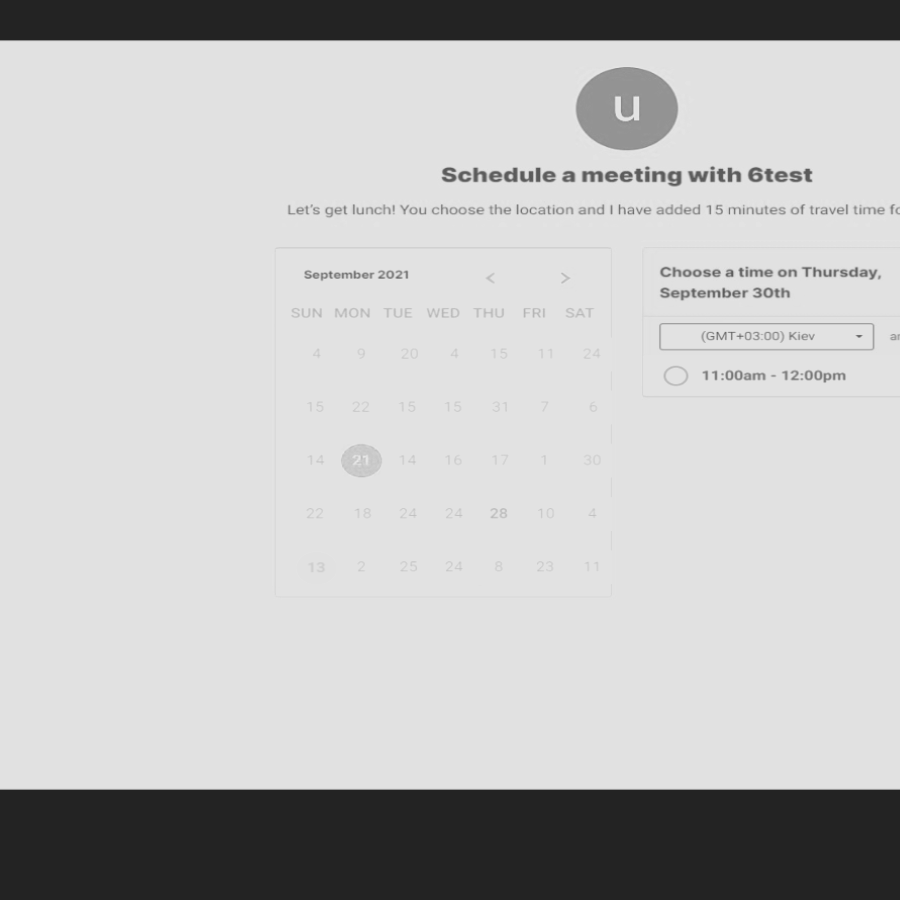 u
Schedule a meeting with 6test
Let's get lunch! You choose the location and I have added 15 minutes of travel time
September 2021 < >
SUN MON TUE WED THU FRI SAT
4 9 20 4 15 11 24
15 22 15 15 31 7 6
14 21 14 16 17 1 30
22 18 24 24 28 10 4
13 2 25 24 8 23 11
Choose a time on Thursday,
September 30th
(GMT+03:00) Kiev
11:00am - 12:00pm